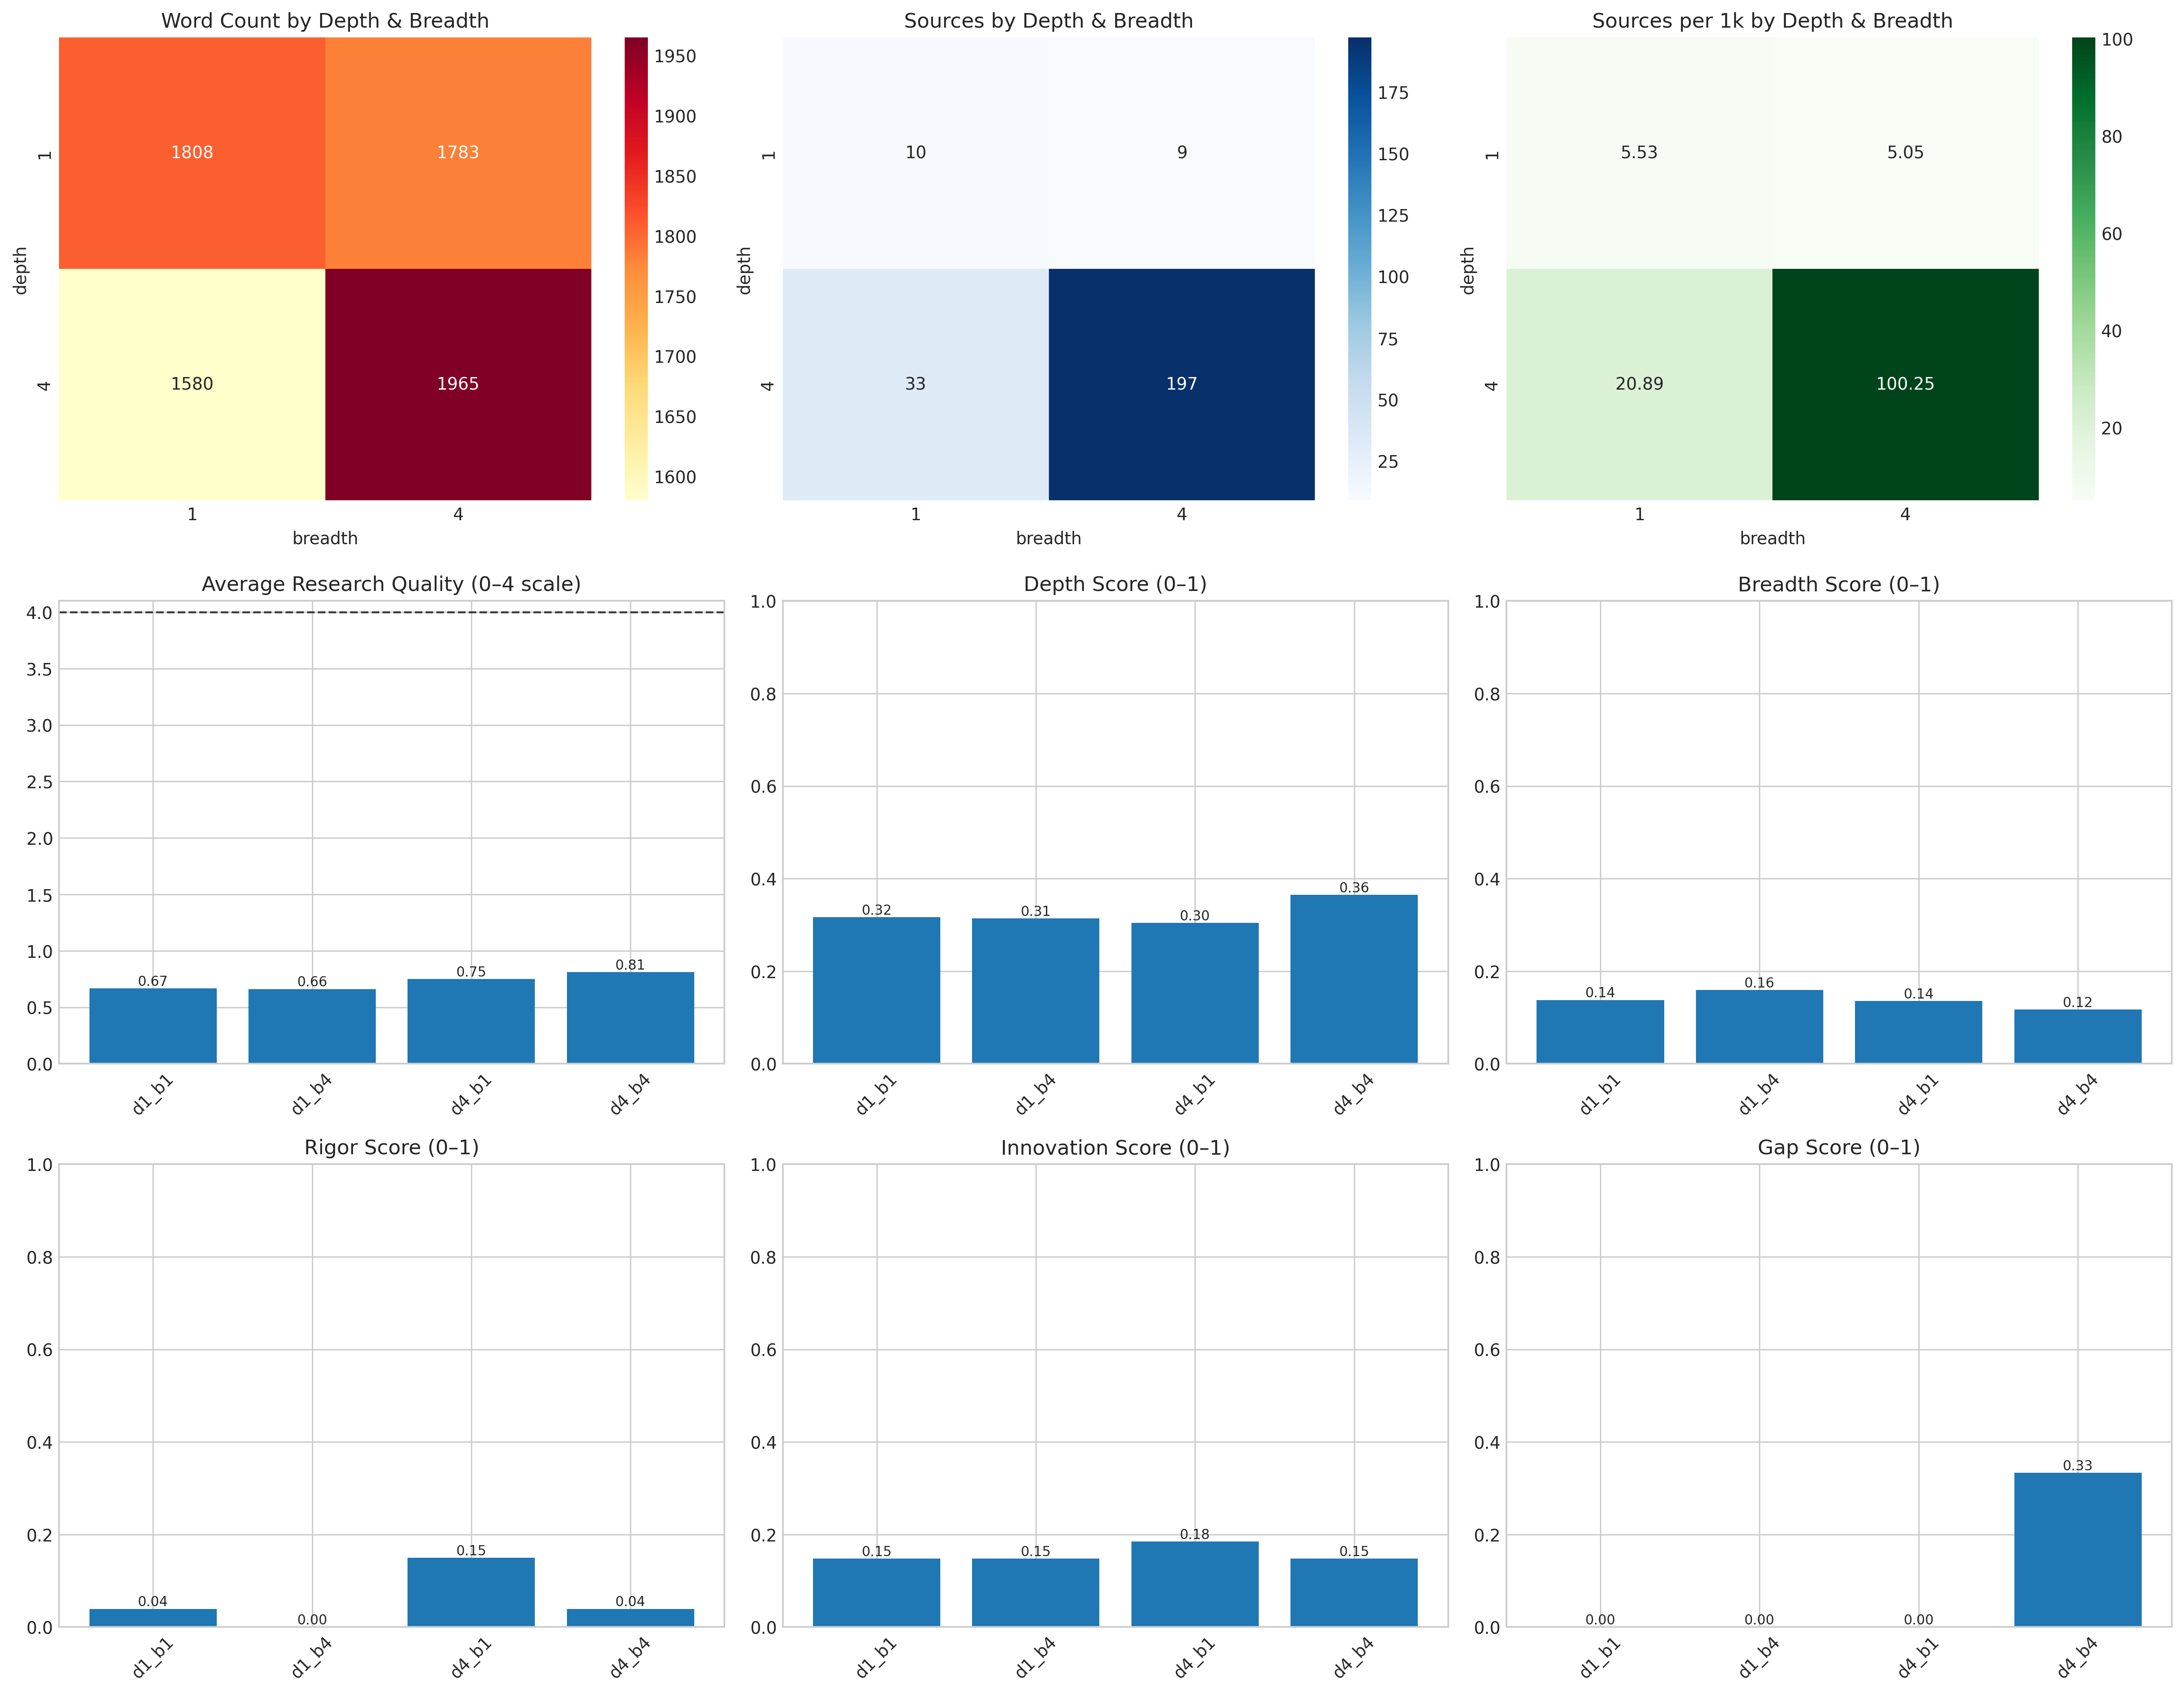 Word Count by Depth & Breadth
1808 1783
1580 1965
1
4
depth
1 4
breadth
1950
1900
1850
1800
1750
1700
1650
1600
Sources by Depth & Breadth
10 9
33 197
1
4
depth
1 4
breadth
175
150
125
100
75
50
25
Sources per 1k by Depth & Breadth
5.53 5.05
20.89 100.25
1
4
depth
1 4
breadth
100
80
60
40
20
Average Research Quality (0–4 scale)
4.0
3.5
3.0
2.5
2.0
1.5
1.0
0.5
0.0
0.67 0.66 0.75 0.81
d1_b1 d1_b4 d4_b1 d4_b4
Depth Score (0–1)
1.0
0.8
0.6
0.4
0.2
0.0
0.32 0.31 0.30 0.36
d1_b1 d1_b4 d4_b1 d4_b4
Breadth Score (0–1)
1.0
0.8
0.6
0.4
0.2
0.0
0.14 0.16 0.14 0.12
d1_b1 d1_b4 d4_b1 d4_b4
Rigor Score (0–1)
1.0
0.8
0.6
0.4
0.2
0.0
0.04 0.00 0.15 0.04
d1_b1 d1_b4 d4_b1 d4_b4
Innovation Score (0–1)
1.0
0.8
0.6
0.4
0.2
0.0
0.15 0.15 0.18 0.15
d1_b1 d1_b4 d4_b1 d4_b4
Gap Score (0–1)
1.0
0.8
0.6
0.4
0.2
0.0
0.00 0.00 0.00 0.33
d1_b1 d1_b4 d4_b1 d4_b4